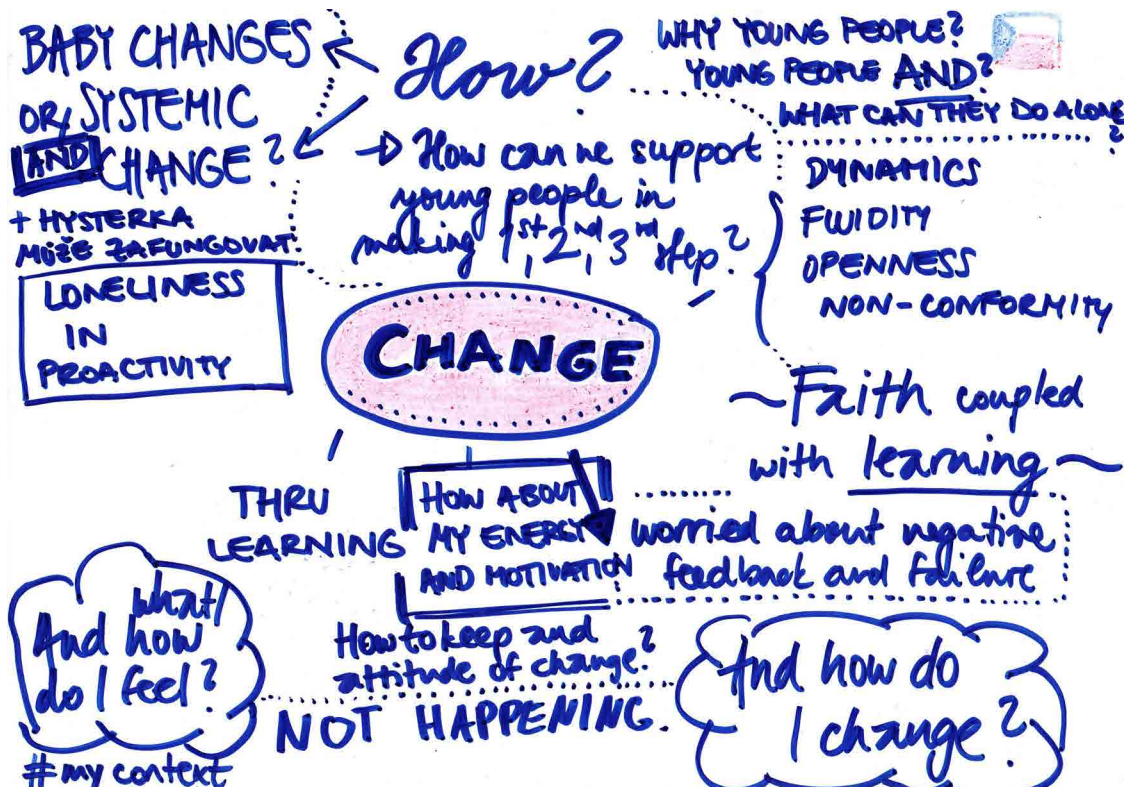 BABY CHANGES
OR/SYSTEMIC
AND CHANGE?
+ HYSTERKA
MŮŽE ZAFUNGOVAT
LONELINESS
IN
PROACTIVITY
How?
→ How can we support
young people in
making 1st, 2nd, 3rd step?
WHY YOUNG PEOPLE?
YOUNG PEOPLE AND?
WHAT CAN THEY DO ALONE
?
DYNAMICS
FLUIDITY
OPENNESS
NON-CONFORMITY
CHANGE
~Faith coupled
with learning~
THRU
LEARNING
HOW ABOUT
MY ENERGY
AND MOTIVATION
worried about negative
feedback and failure
what/
And how
do I feel?
#my context
How to keep and
attitude of change?
NOT HAPPENING.
And how do
I change?